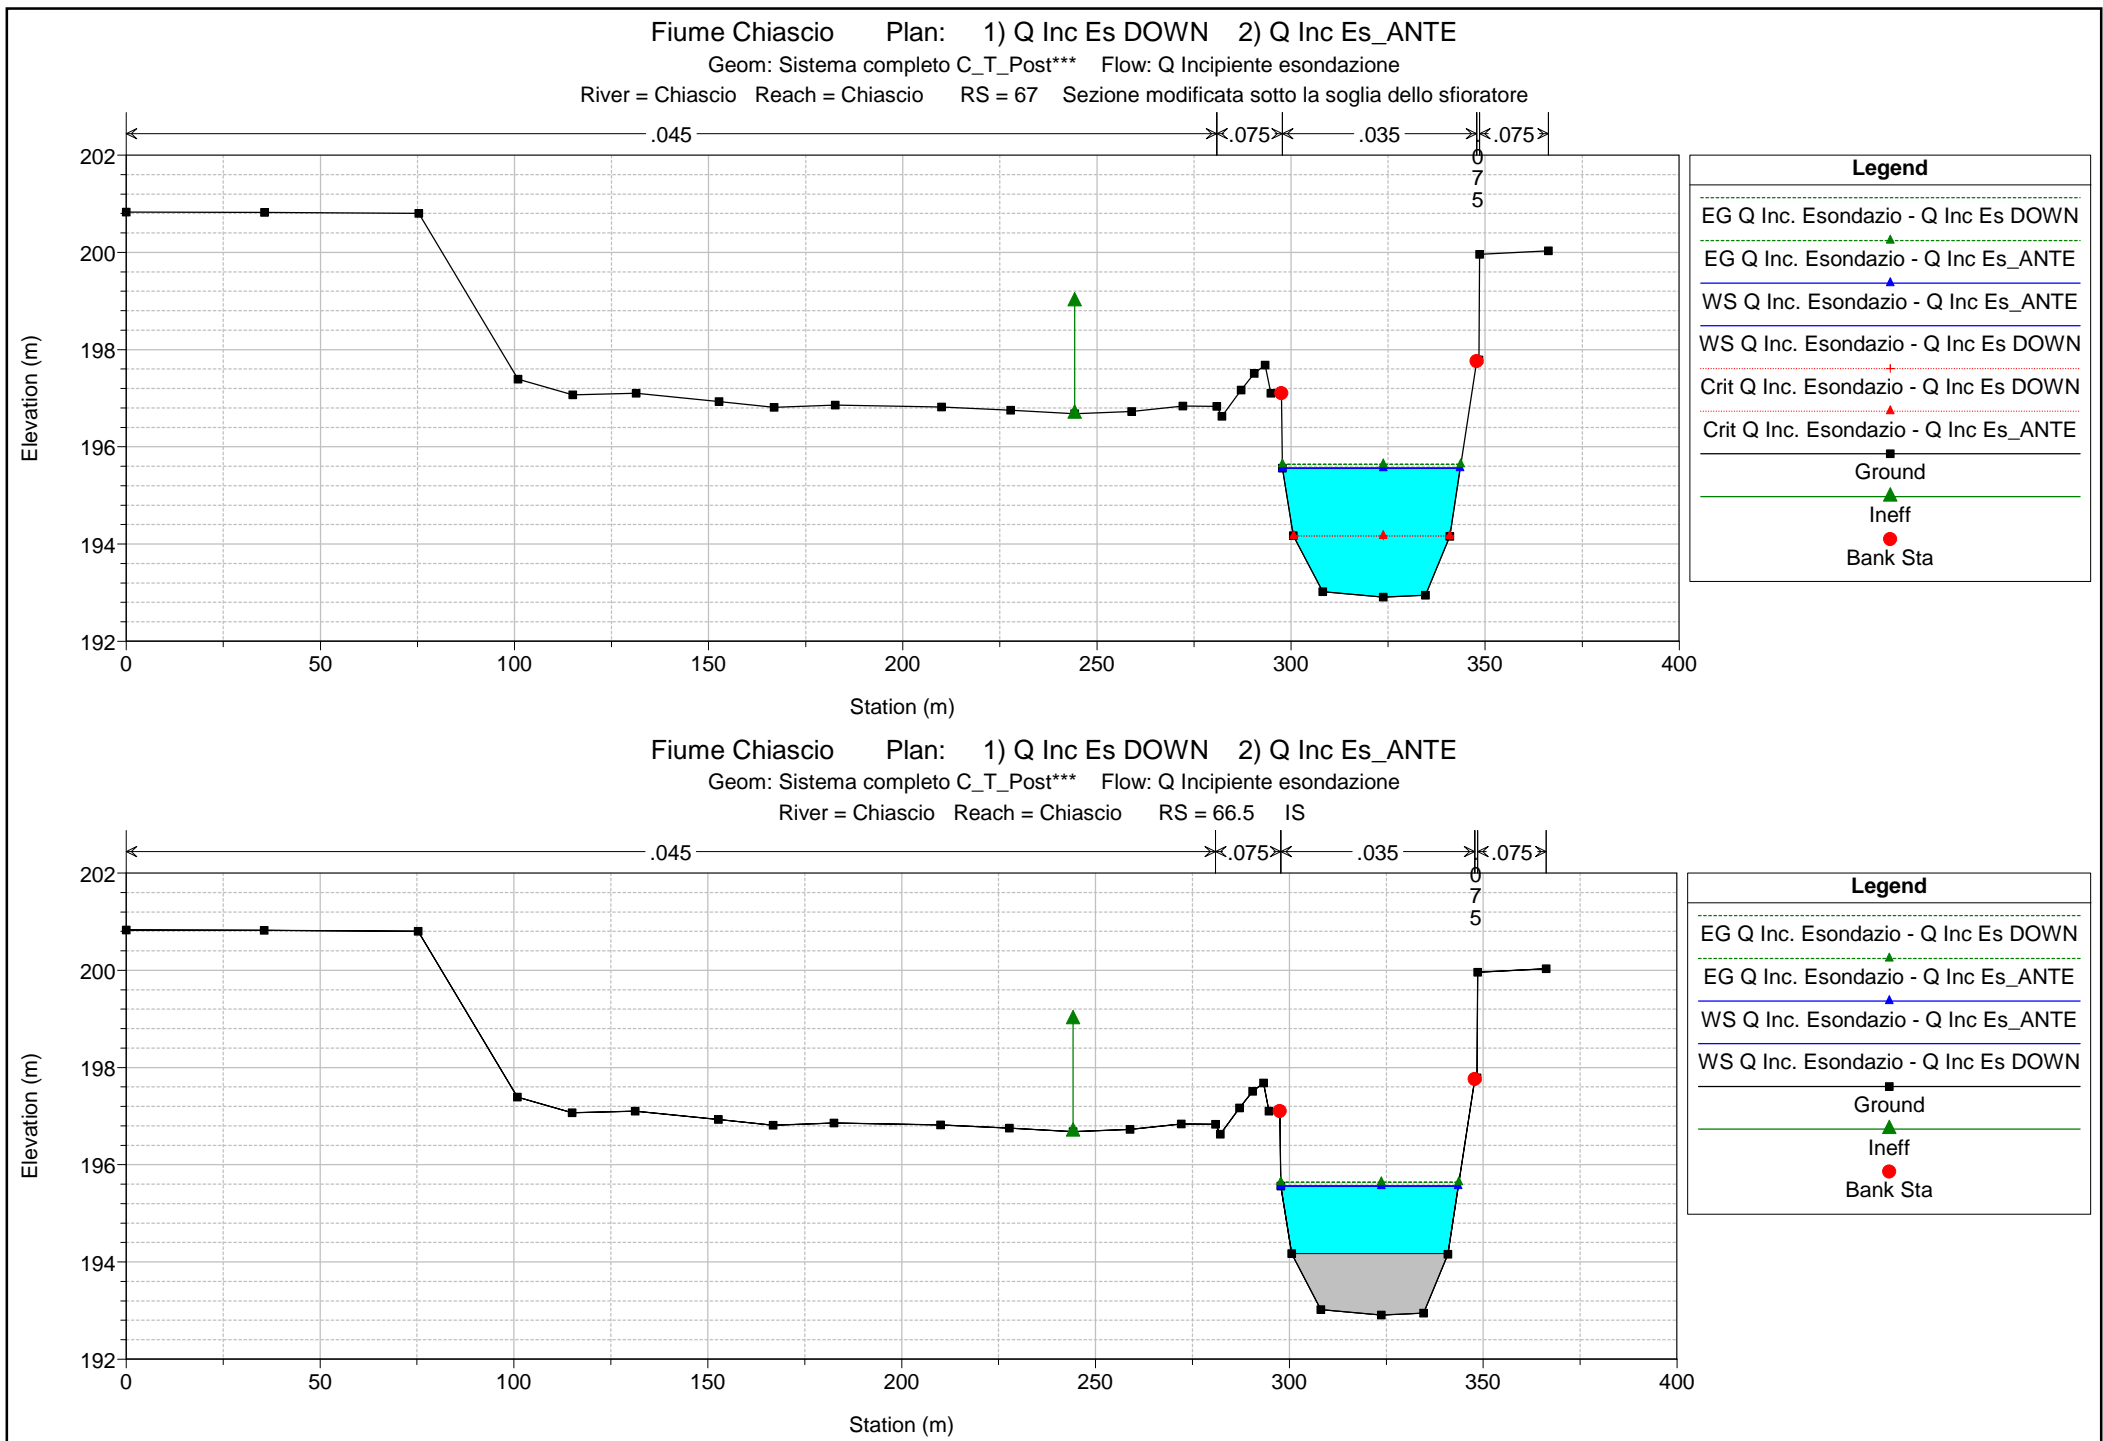 Fiume Chiascio Plan: 1) Q Inc Es DOWN 2) Q Inc Es_ANTE
Geom: Sistema completo C_T_Post*** Flow: Q Incipiente esondazione
River = Chiascio Reach = Chiascio RS = 67 Sezione modificata sotto la soglia dello sfioratore
.045 .075 .035 .075 .075
202
200
198
196
194
192
Elevation (m)
0 50 100 150 200 250 300 350 400
Station (m)
Legend
EG Q Inc. Esondazio - Q Inc Es DOWN
EG Q Inc. Esondazio - Q Inc Es_ANTE
WS Q Inc. Esondazio - Q Inc Es_ANTE
WS Q Inc. Esondazio - Q Inc Es DOWN
Crit Q Inc. Esondazio - Q Inc Es DOWN
Crit Q Inc. Esondazio - Q Inc Es_ANTE
Ground
Ineff
Bank Sta
Fiume Chiascio Plan: 1) Q Inc Es DOWN 2) Q Inc Es_ANTE
Geom: Sistema completo C_T_Post*** Flow: Q Incipiente esondazione
River = Chiascio Reach = Chiascio RS = 66.5 IS
.045 .075 .035 .075 .075
202
200
198
196
194
192
Elevation (m)
0 50 100 150 200 250 300 350 400
Station (m)
Legend
EG Q Inc. Esondazio - Q Inc Es DOWN
EG Q Inc. Esondazio - Q Inc Es_ANTE
WS Q Inc. Esondazio - Q Inc Es_ANTE
WS Q Inc. Esondazio - Q Inc Es DOWN
Ground
Ineff
Bank Sta